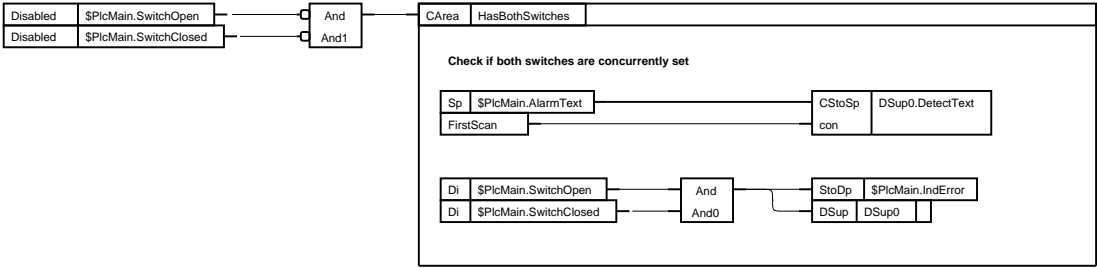 Disabled $PlcMain.SwitchOpen And CArea HasBothSwitches
Disabled $PlcMain.SwitchClosed And1
Check if both switches are concurrently set
Sp $PlcMain.AlarmText CStoSp DSup0.DetectText
FirstScan con
Di $PlcMain.SwitchOpen And StoDp $PlcMain.IndError
Di $PlcMain.SwitchClosed And0 DSup DSup0